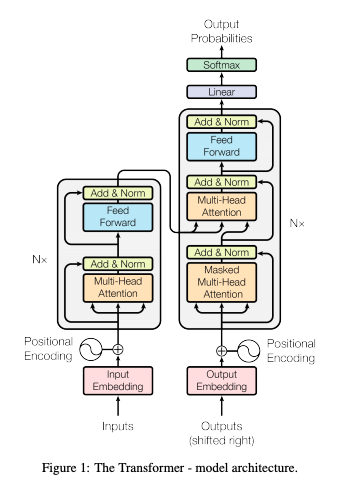 Output
Probabilities
Softmax
Linear
Add & Norm
Feed
Forward
Add & Norm
Multi-Head
Attention
Add & Norm
Masked
Multi-Head
Attention
N×
Add & Norm
Feed
Forward
Add & Norm
Multi-Head
Attention
N×
Positional
Encoding
Positional
Encoding
Input
Embedding
Output
Embedding
Inputs
Outputs
(shifted right)
Figure 1: The Transformer - model architecture.